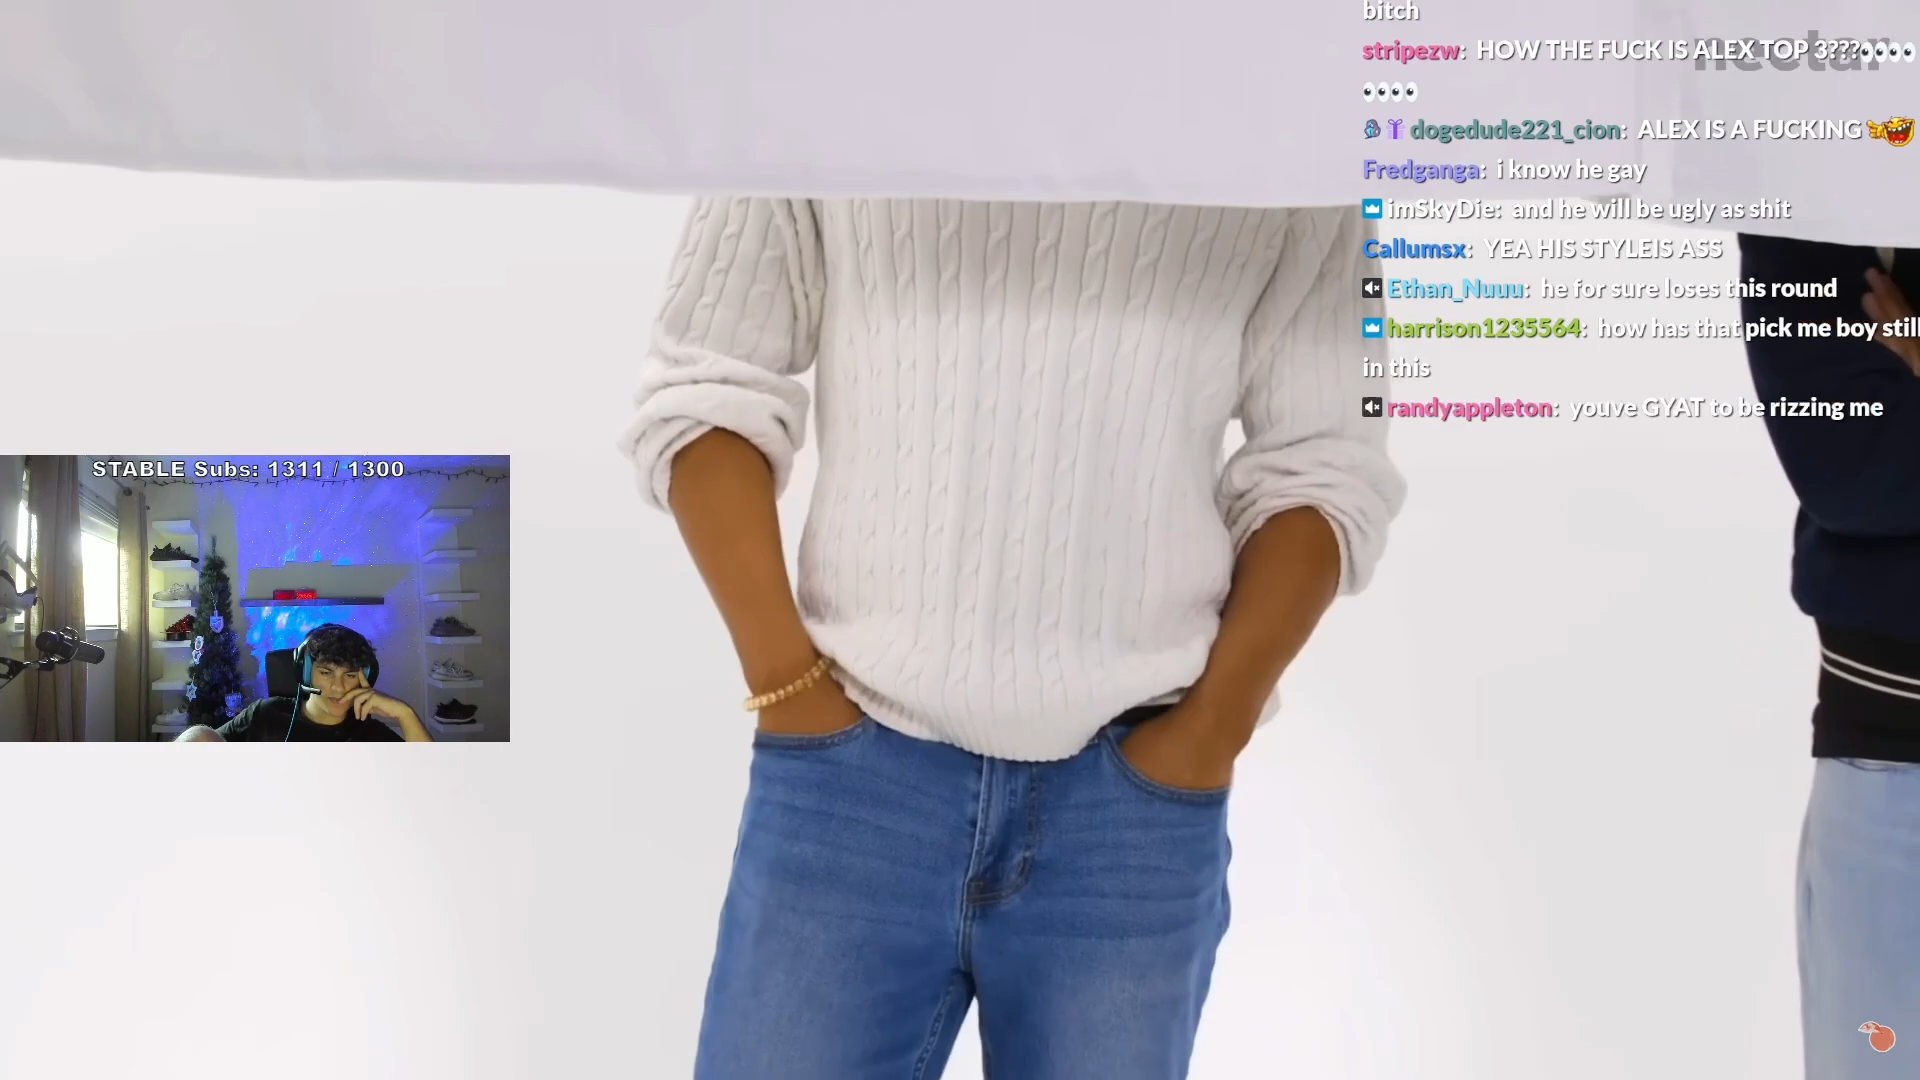 bitch
stripezw: HOW THE FUCK IS ALEX TOP 3???👀👀
👀👀
nectar
dogedude221_cion: ALEX IS A FUCKING
Fredganga: i know he gay
imSkyDie: and he will be ugly as shit
Callumsx: YEA HIS STYLEIS ASS
Ethan_Nuuu: he for sure loses this round
harrison1235564: how has that pick me boy still
in this
randyappleton: youve GYAT to be rizzing me
STABLE Subs: 1311 / 1300